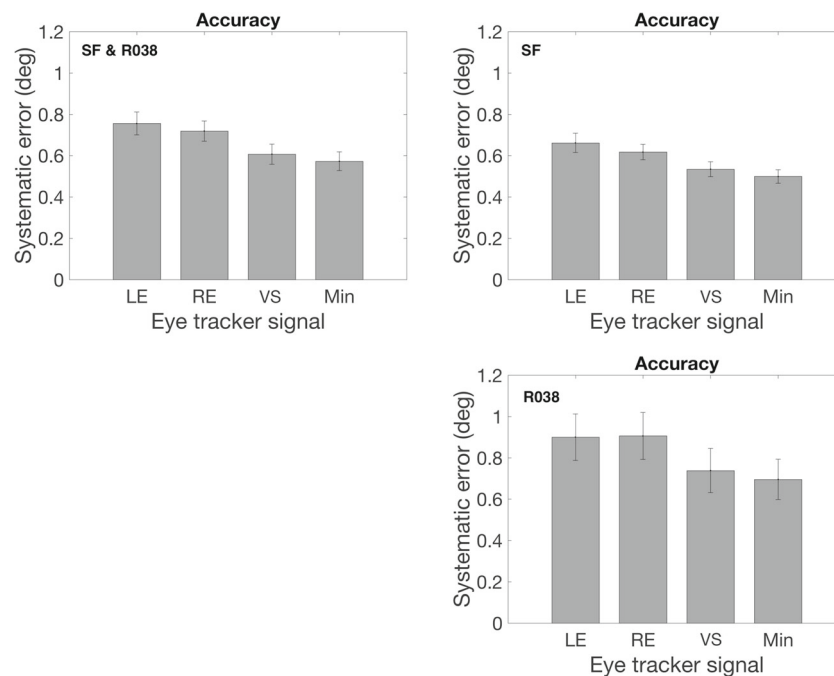 Accuracy
SF & R038
Systematic error (deg)
1.2
1
0.8
0.6
0.4
0.2
0
LE RE VS Min
Eye tracker signal
Accuracy
SF
Systematic error (deg)
1.2
1
0.8
0.6
0.4
0.2
0
LE RE VS Min
Eye tracker signal
Accuracy
R038
Systematic error (deg)
1.2
1
0.8
0.6
0.4
0.2
0
LE RE VS Min
Eye tracker signal